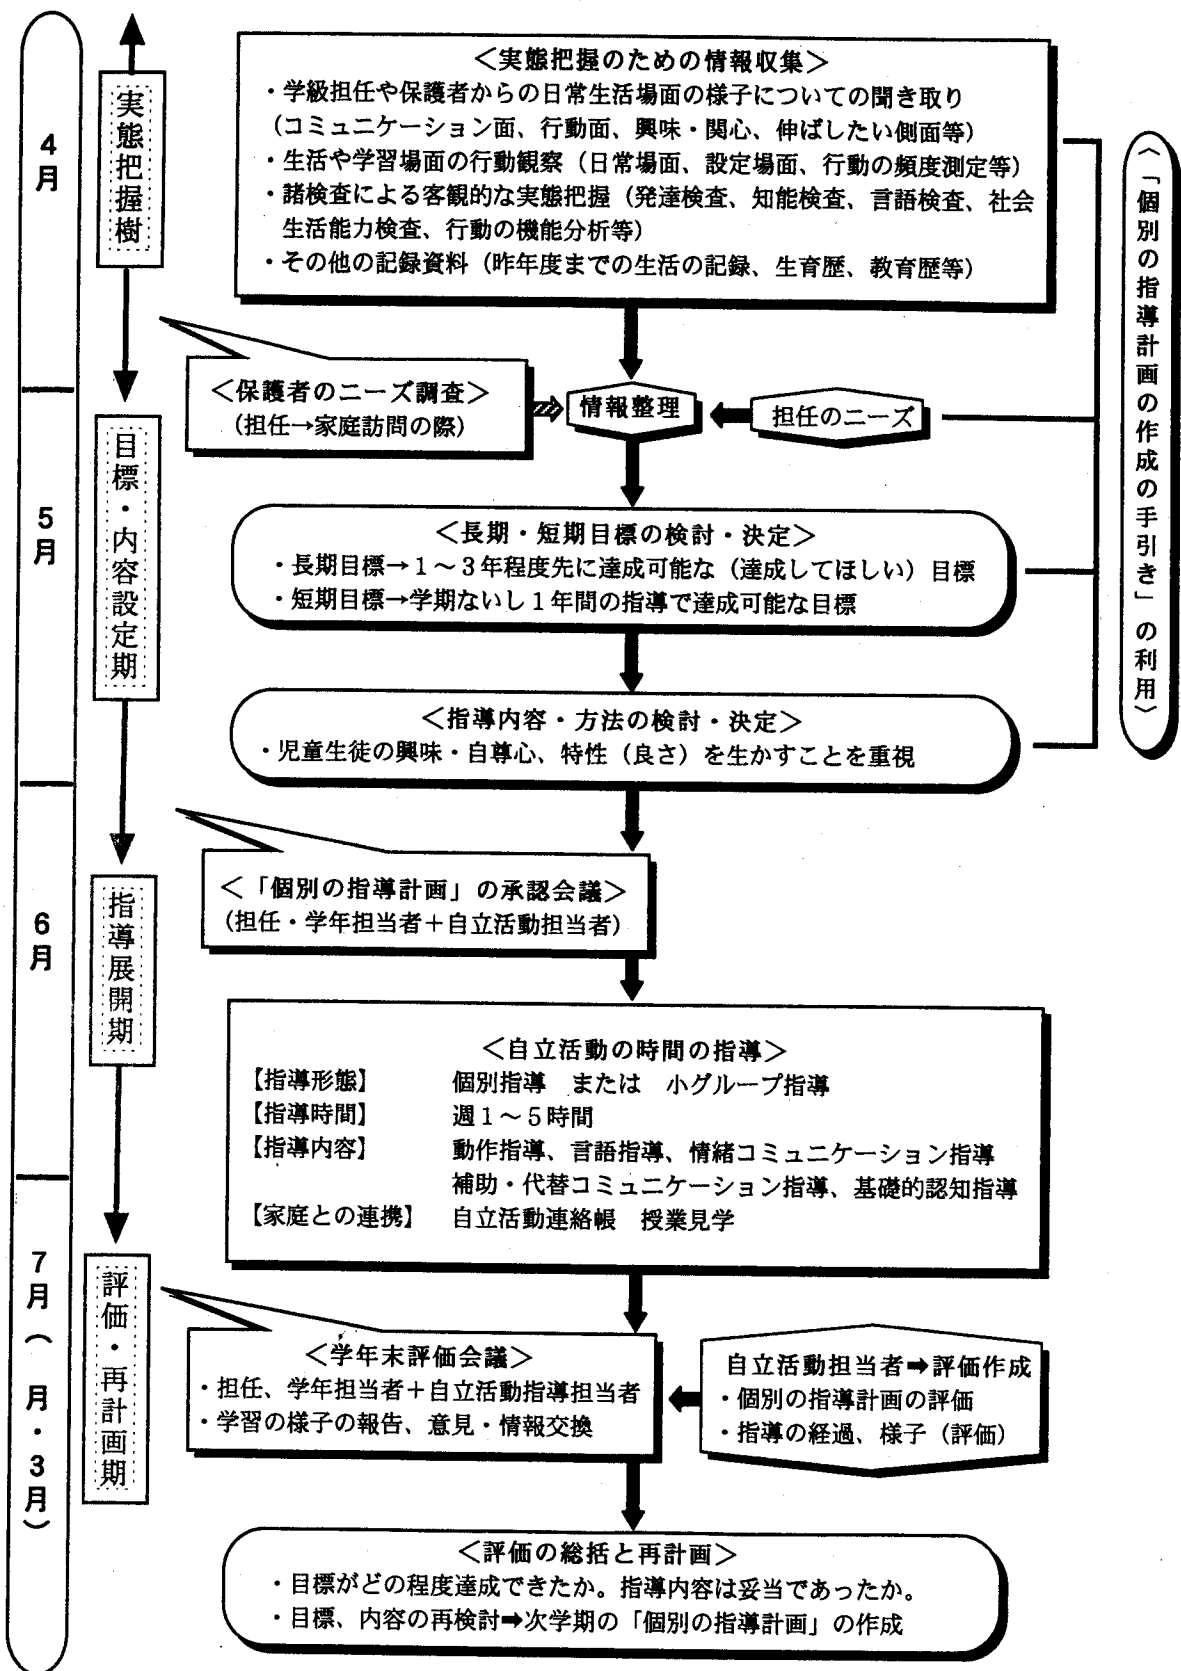 4月
実態把握樹
<実態把握のための情報収集>
・学級担任や保護者からの日常生活場面の様子についての聞き取り
（コミュニケーション面、行動面、興味・関心、伸ばしたい側面等）
・生活や学習場面の行動観察（日常場面、設定場面、行動の頻度測定等）
・諸検査による客観的な実態把握（発達検査、知能検査、言語検査、社会
生活能力検査、行動の機能分析等）
・その他の記録資料（昨年度までの生活の記録、生育歴、教育歴等）
〈「個別の指導計画の作成の手引き」の利用〉
<保護者のニーズ調査>
（担任→家庭訪問の際）
情報整理
担任のニーズ
5月
目標・内容設定期
<長期・短期目標の検討・決定>
・長期目標→1〜3年程度先に達成可能な（達成してほしい）目標
・短期目標→学期ないし1年間の指導で達成可能な目標
<指導内容・方法の検討・決定>
・児童生徒の興味・自尊心、特性（良さ）を生かすことを重視
6月
指導展開期
<「個別の指導計画」の承認会議>
（担任・学年担当者＋自立活動担当者）
<自立活動の時間の指導>
【指導形態】 個別指導 または 小グループ指導
【指導時間】 週1〜5時間
【指導内容】 動作指導、言語指導、情緒コミュニケーション指導
補助・代替コミュニケーション指導、基礎的認知指導
【家庭との連携】 自立活動連絡帳 授業見学
7月（ 月・3月）
評価・再計画期
<学年末評価会議>
・担任、学年担当者＋自立活動指導担当者
・学習の様子の報告、意見・情報交換
自立活動担当者➡評価作成
・個別の指導計画の評価
・指導の経過、様子（評価）
<評価の総括と再計画>
・目標がどの程度達成できたか。指導内容は妥当であったか。
・目標、内容の再検討➡次学期の「個別の指導計画」の作成